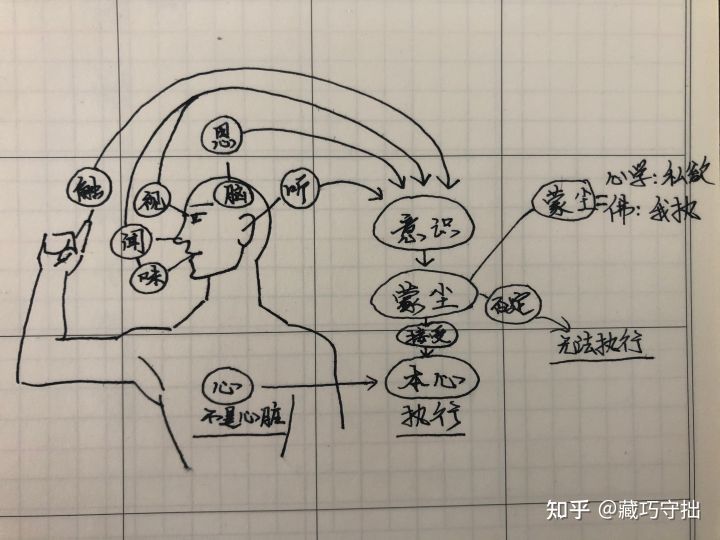 思
触
视
脑
听
闻
味
意识
蒙尘
蒙尘=
心学:私欲
佛:我执
否定
无法执行
接受
心
不是心脏
本心
执行
知乎 @藏巧守拙